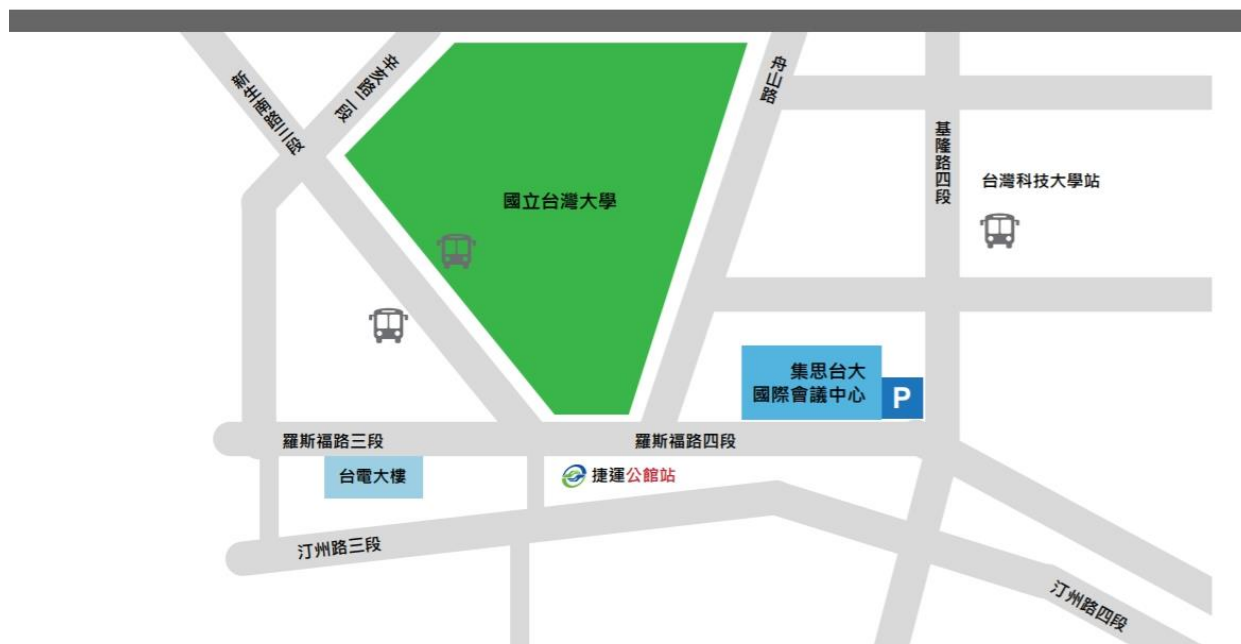 新生南路三段
辛亥路二段
舟山路
基隆路四段
國立台灣大學
台灣科技大學站
集思台大
國際會議中心
P
羅斯福路三段
羅斯福路四段
台電大樓
捷運公館站
汀州路三段
汀州路四段